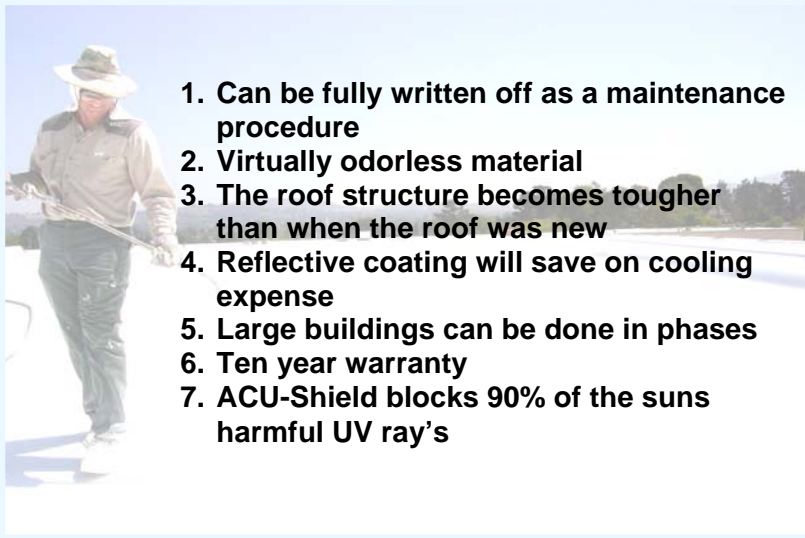 1. Can be fully written off as a maintenance
procedure
2. Virtually odorless material
3. The roof structure becomes tougher
than when the roof was new
4. Reflective coating will save on cooling
expense
5. Large buildings can be done in phases
6. Ten year warranty
7. ACU-Shield blocks 90% of the suns
harmful UV ray's